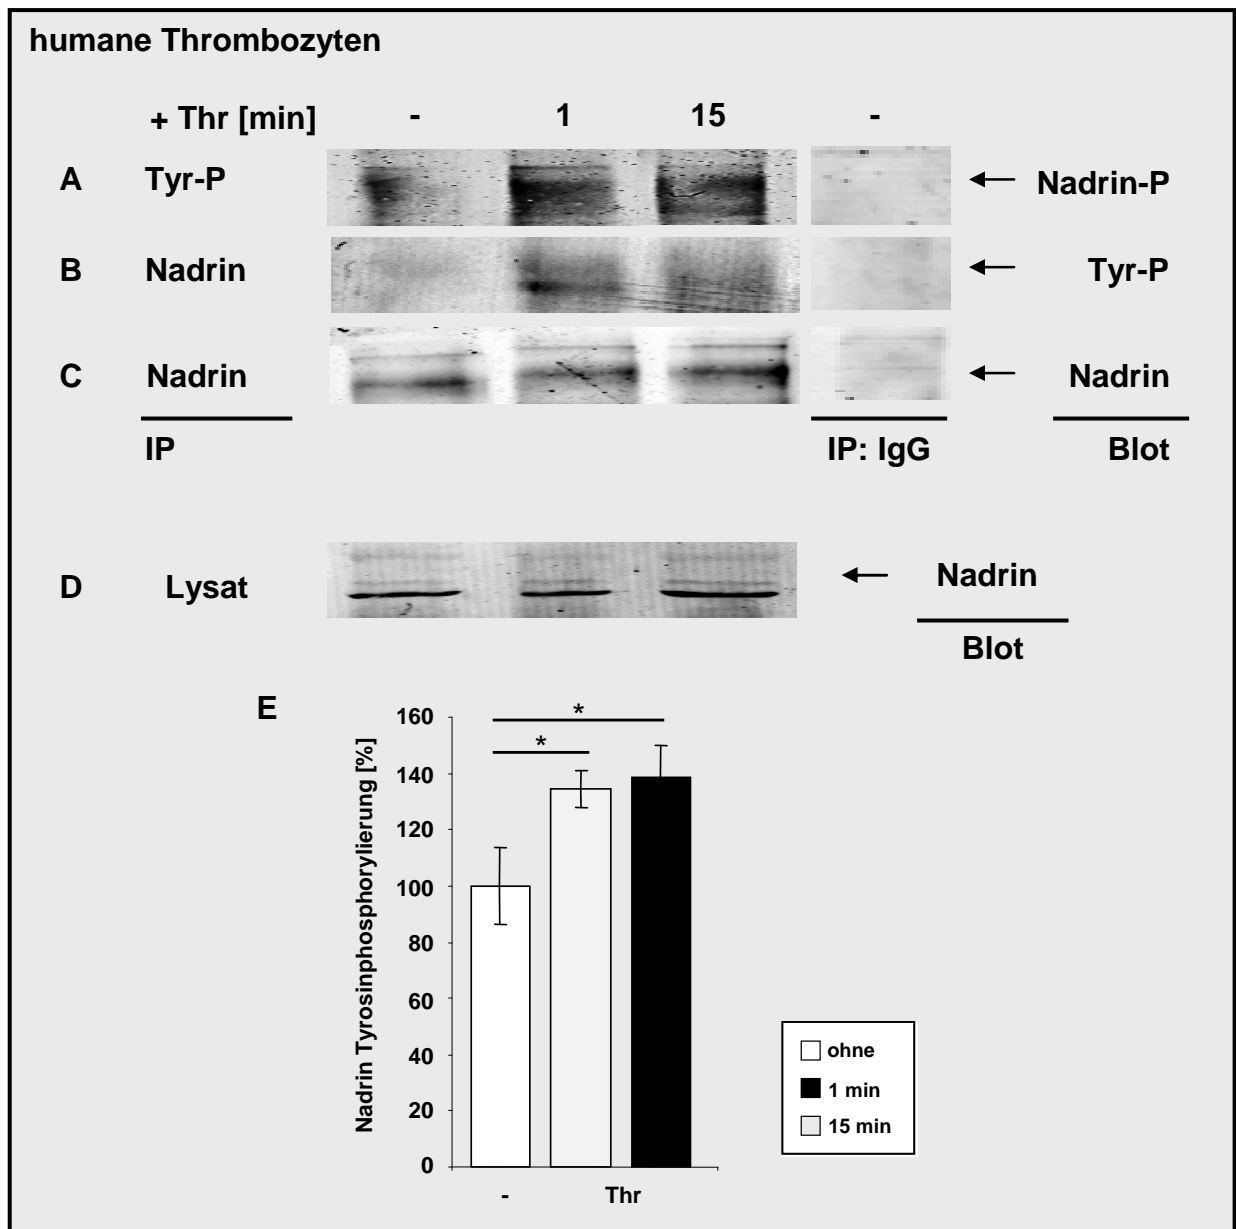 humane Thrombozyten
+ Thr [min] - 1 15 -
A Tyr-P Nadrin-P
B Nadrin Tyr-P
C Nadrin Nadrin
IP IP: IgG Blot
D Lysat Nadrin
Blot
E
Nadrin Tyrosinphosphorylierung [%]
160
140
120
100
80
60
40
20
0
*
*
- Thr
ohne
1 min
15 min